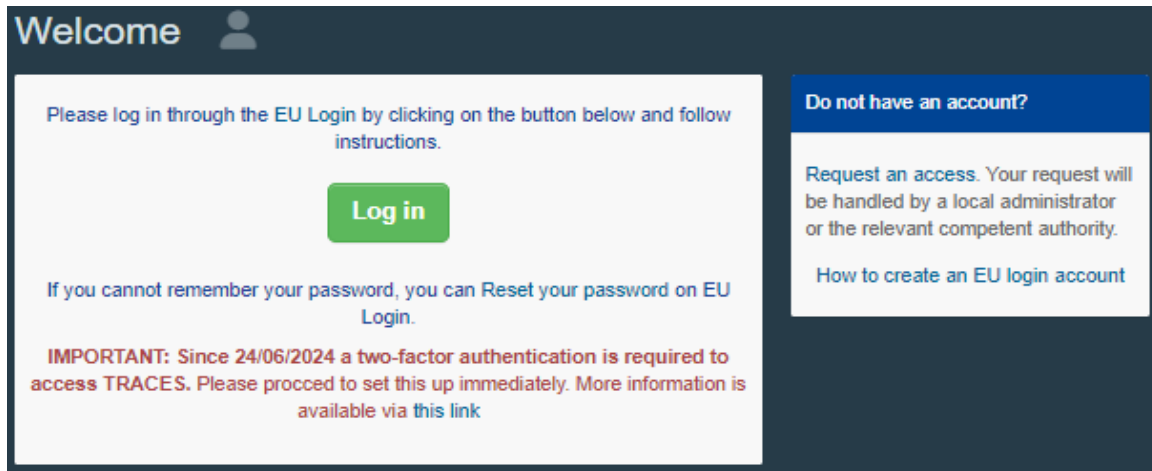 Welcome
Please log in through the EU Login by clicking on the button below and follow
instructions.
Log in
If you cannot remember your password, you can Reset your password on EU
Login.
IMPORTANT: Since 24/06/2024 a two-factor authentication is required to
access TRACES. Please procced to set this up immediately. More information is
available via this link
Do not have an account?
Request an access. Your request will
be handled by a local administrator
or the relevant competent authority.
How to create an EU login account